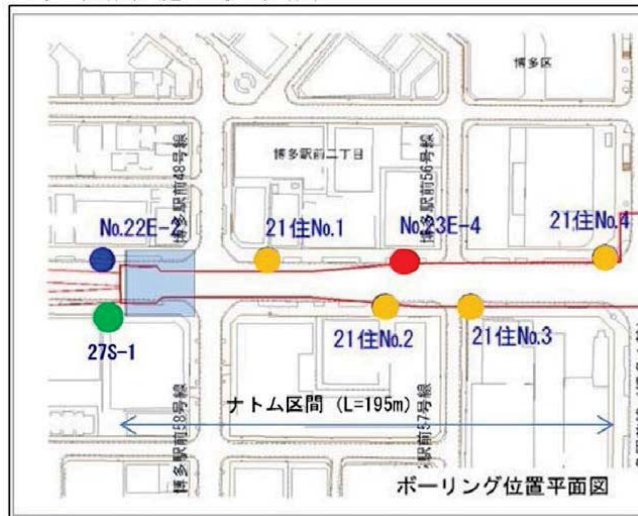 博多区
博多駅前二丁目
博多駅前48号線
博多駅前56号線
No.22E-2
21住No.1
No.23E-4
21住No.4
27S-1
21住No.2
21住No.3
ナトム区間 (L=195m)
博多駅前58号線
駅前57号線
ボーリング位置平面図